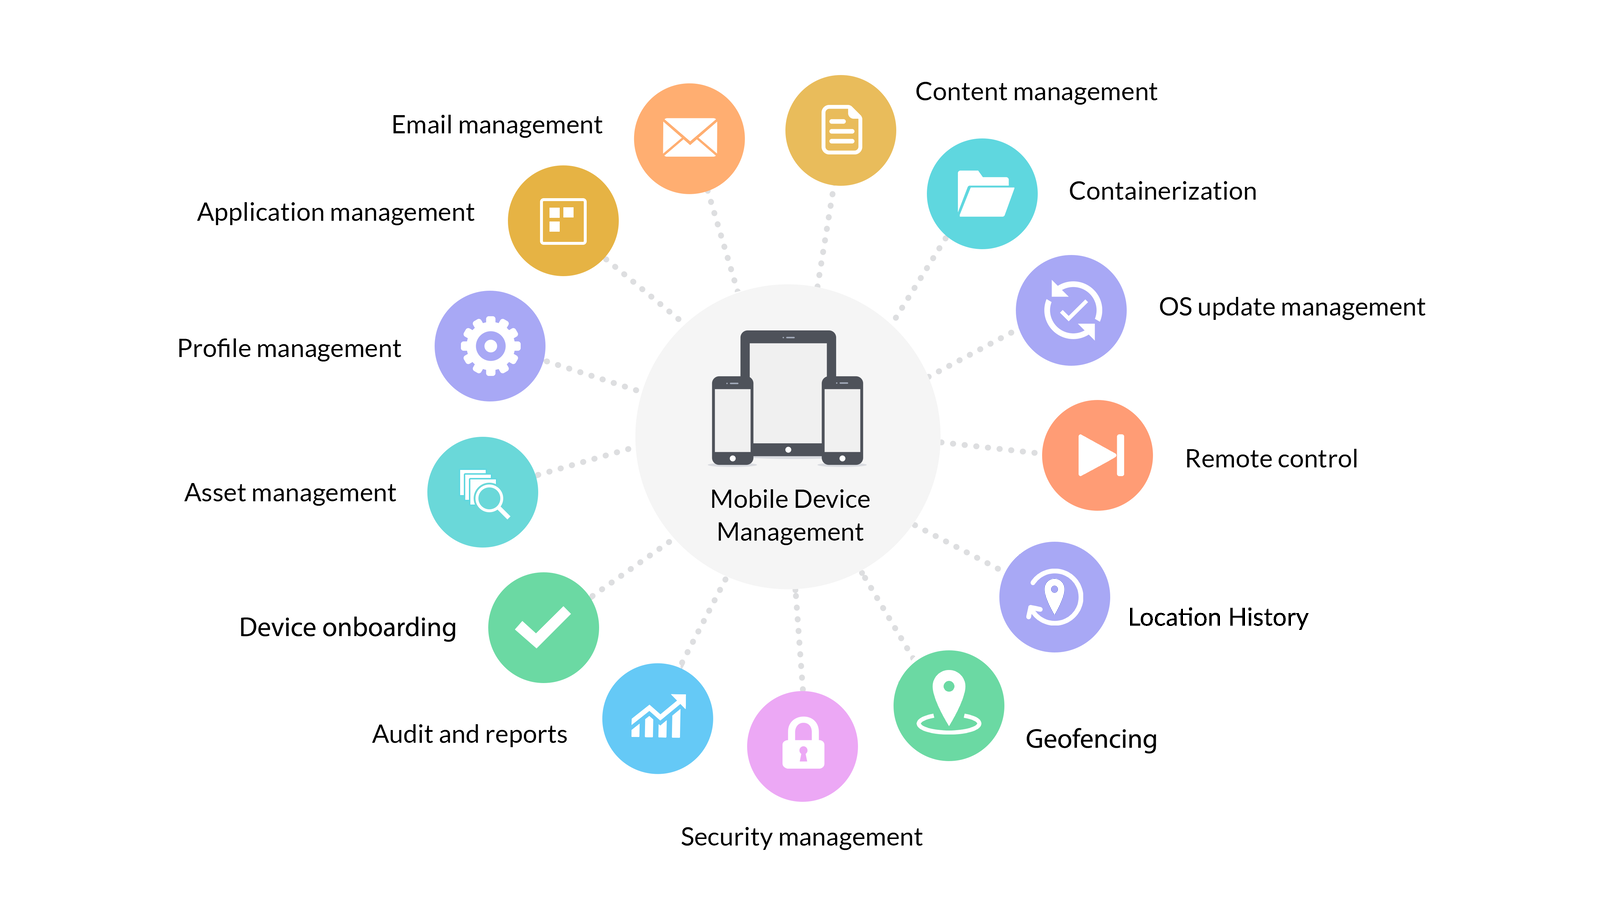 Content management
Email management
Containerization
Application management
OS update management
Profile management
Remote control
Asset management
Mobile Device
Management
Location History
Device onboarding
Audit and reports
Geofencing
Security management